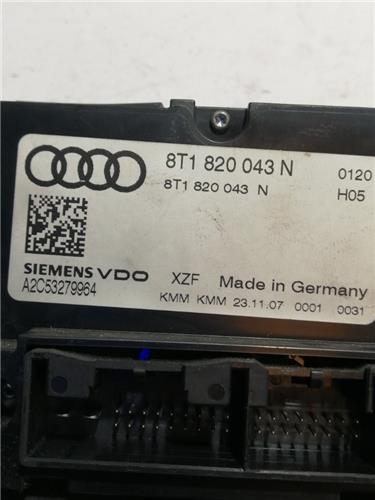 8T1 820 043 N 0120
8T1 820 043 N H05
SIEMENS VDO XZF Made in Germany
A2C53279964
KMM KMM 23.11.07 0001 0031